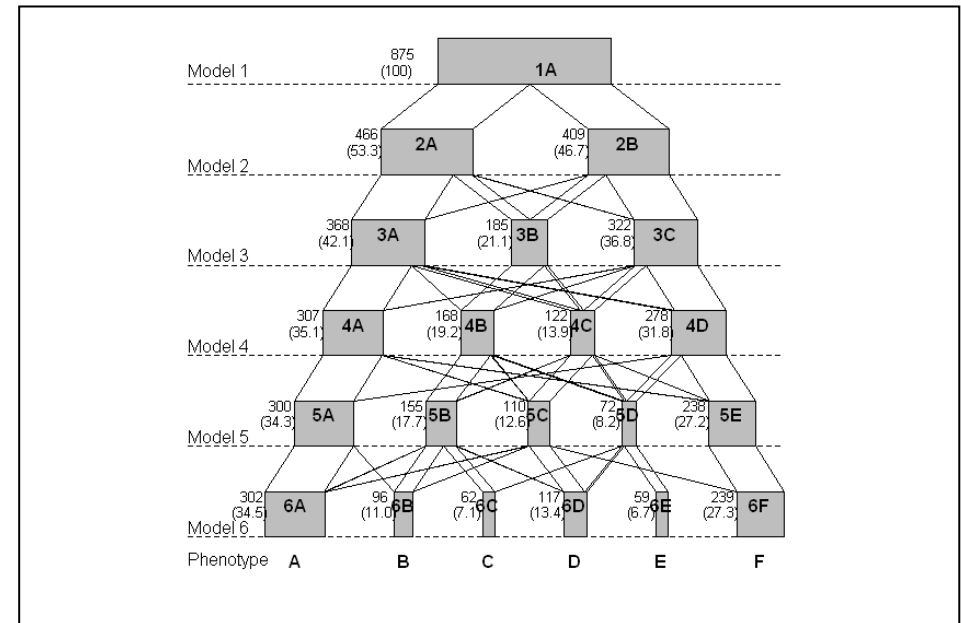 875
Model 1 (100) 1A
466 409
(53.3) 2A (46.7) 2B
Model 2
368 185 322
(42.1) 3A (21.1) 3B (36.8) 3C
Model 3
307 168 122 278
(35.1) 4A (19.2) 4B (13.9) 4C (31.8) 4D
Model 4
300 155 110 72 238
(34.3) 5A (17.7) 5B (12.6) 5C (8.2) 5D (27.2) 5E
Model 5
302 96 62 117 59 239
(34.5) 6A (11.0) 6B (7.1) 6C (13.4) 6D (6.7) 6E (27.3) 6F
Model 6
Phenotype A B C D E F